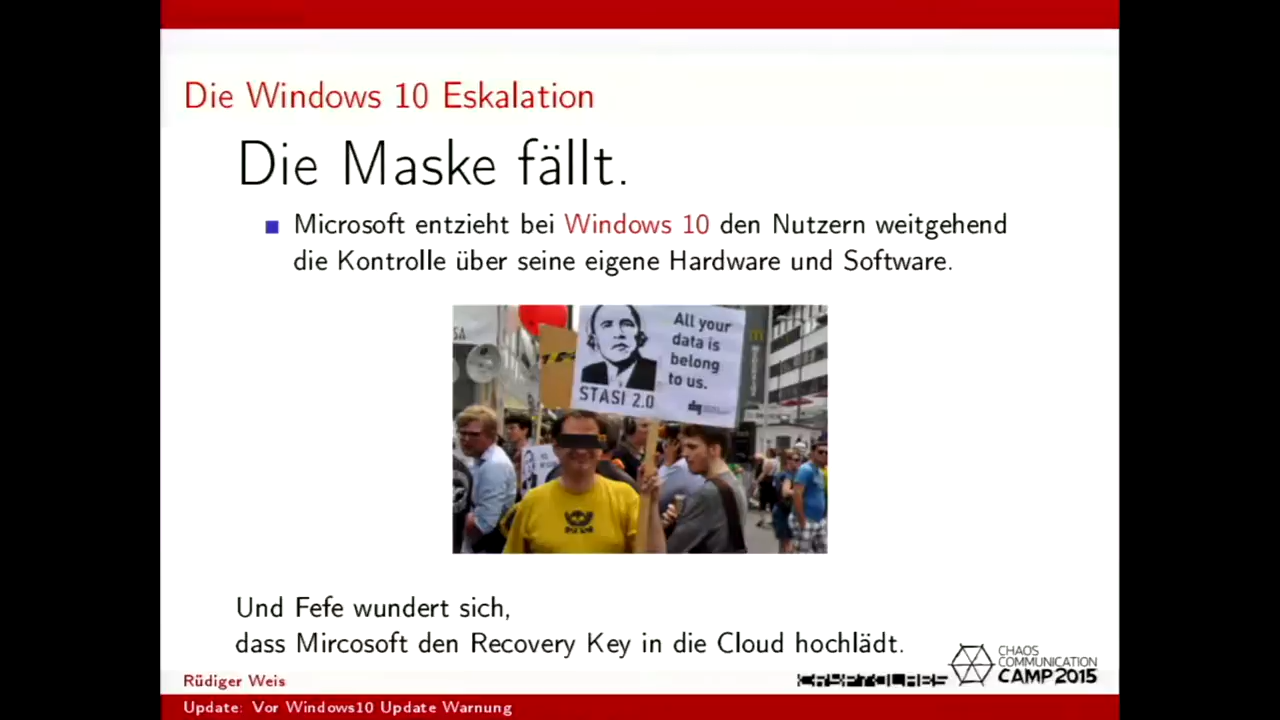 Die Windows 10 Eskalation
Die Maske fällt.
Microsoft entzieht bei Windows 10 den Nutzern weitgehend
die Kontrolle über seine eigene Hardware und Software.
All your
data is
belong
to us.
STASI 2.0
Und Fefe wundert sich,
dass Mircosoft den Recovery Key in die Cloud hochlädt.
CHAOS
COMMUNICATION
CAMP 2015
Rüdiger Weis
CRYPTOLABS
Update: Vor Windows10 Update Warnung